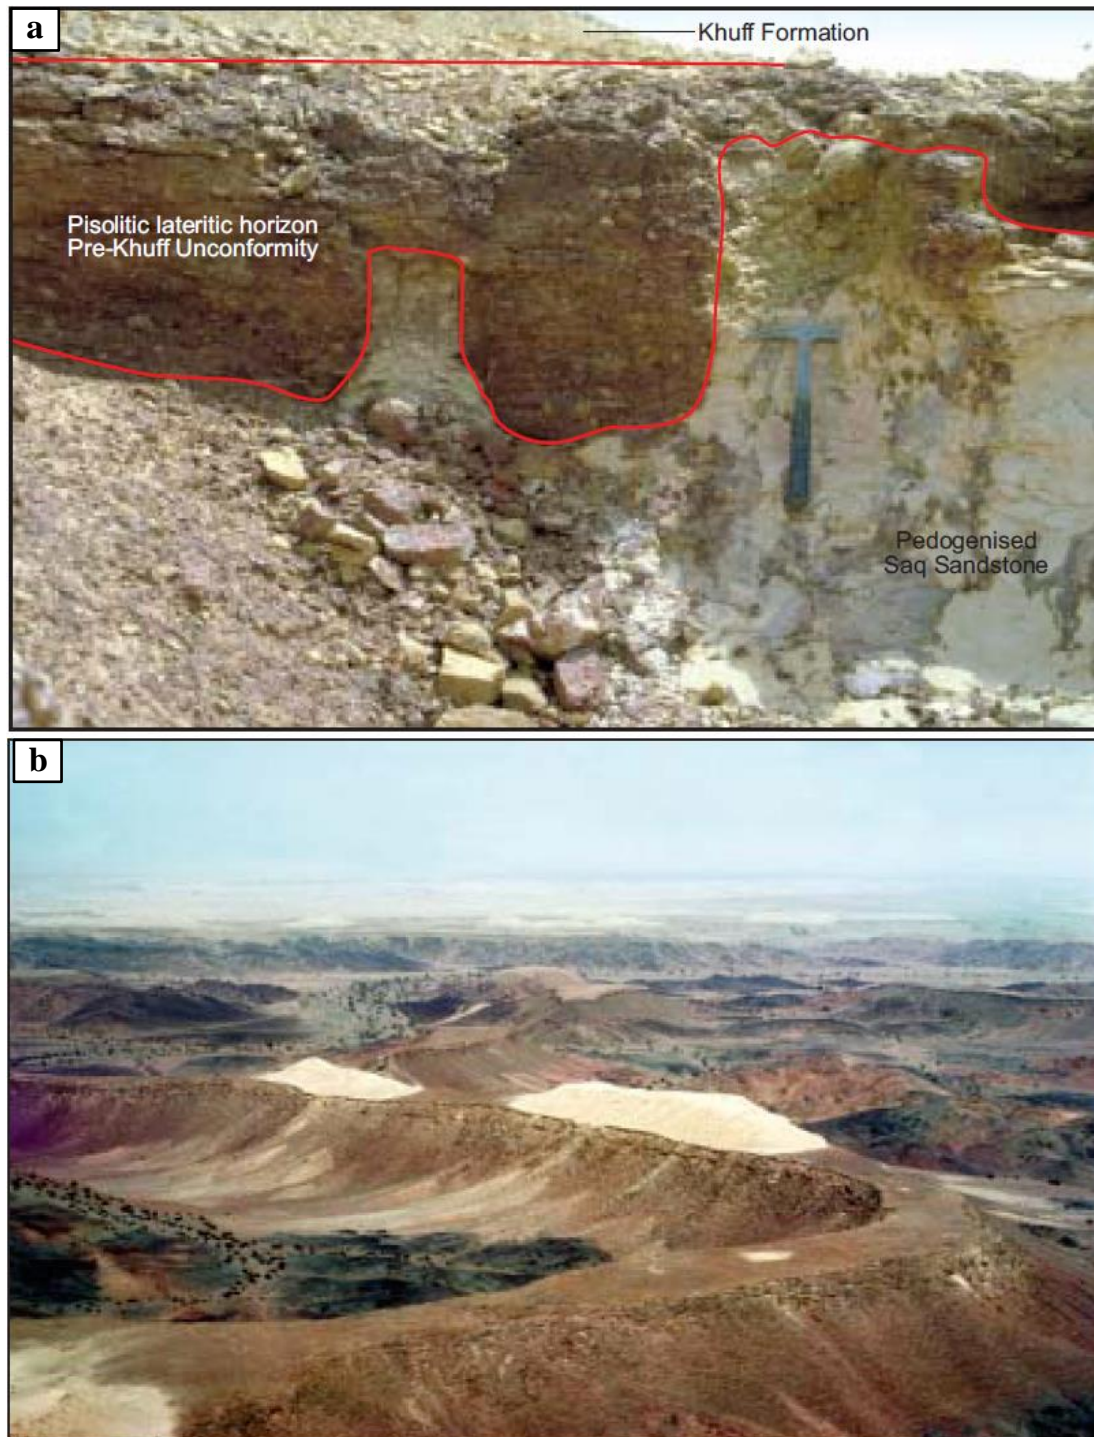 a
Khuff Formation
Pisolitic lateritic horizon
Pre-Khuff Unconformity
Pedogenised
Saq Sandstone
b